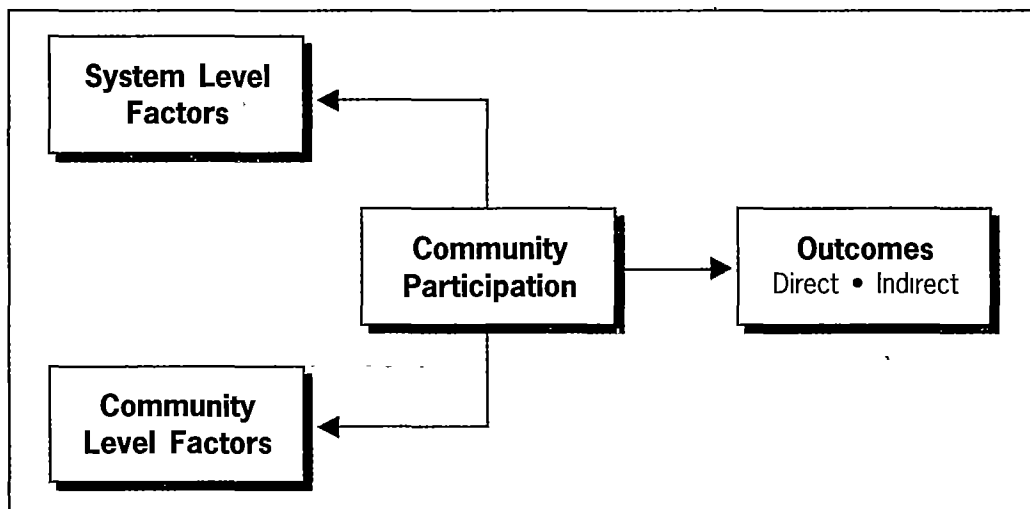 System Level
Factors
Community
Participation
Outcomes
Direct • Indirect
Community
Level Factors